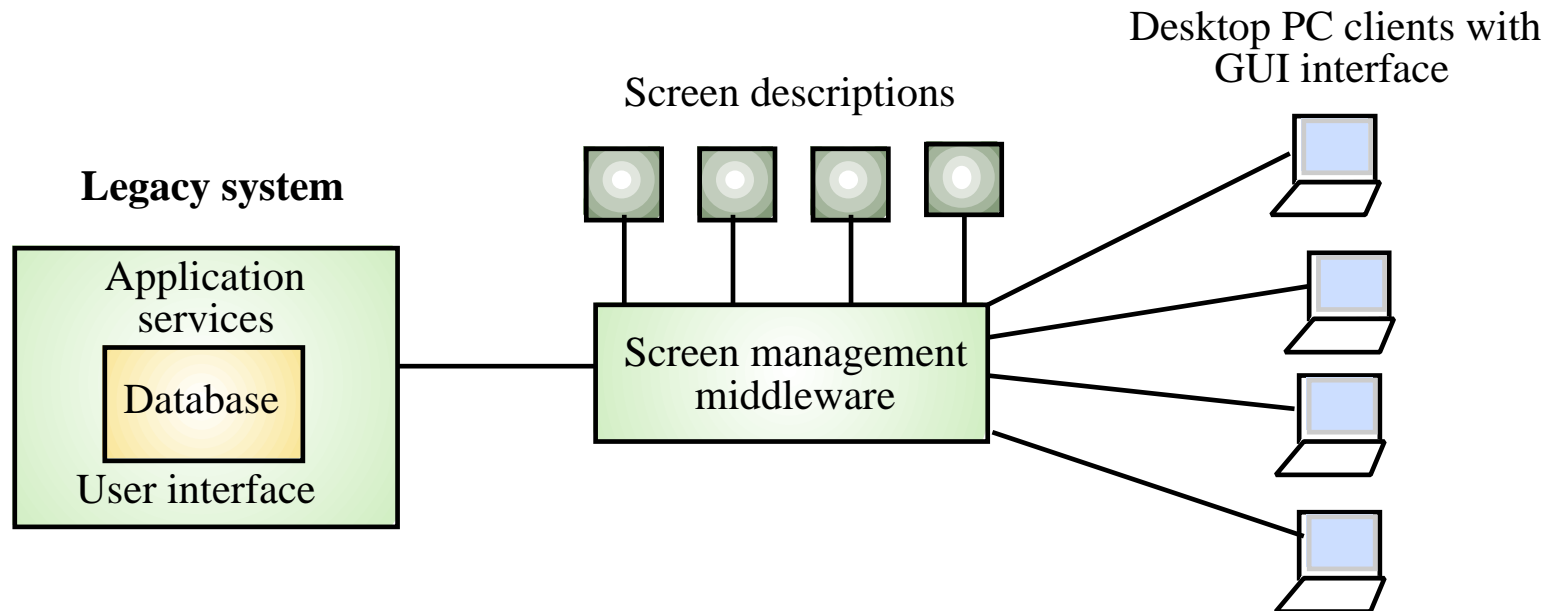 Desktop PC clients with
GUI interface
Screen descriptions
Legacy system
Application
services
Database
User interface
Screen management
middleware